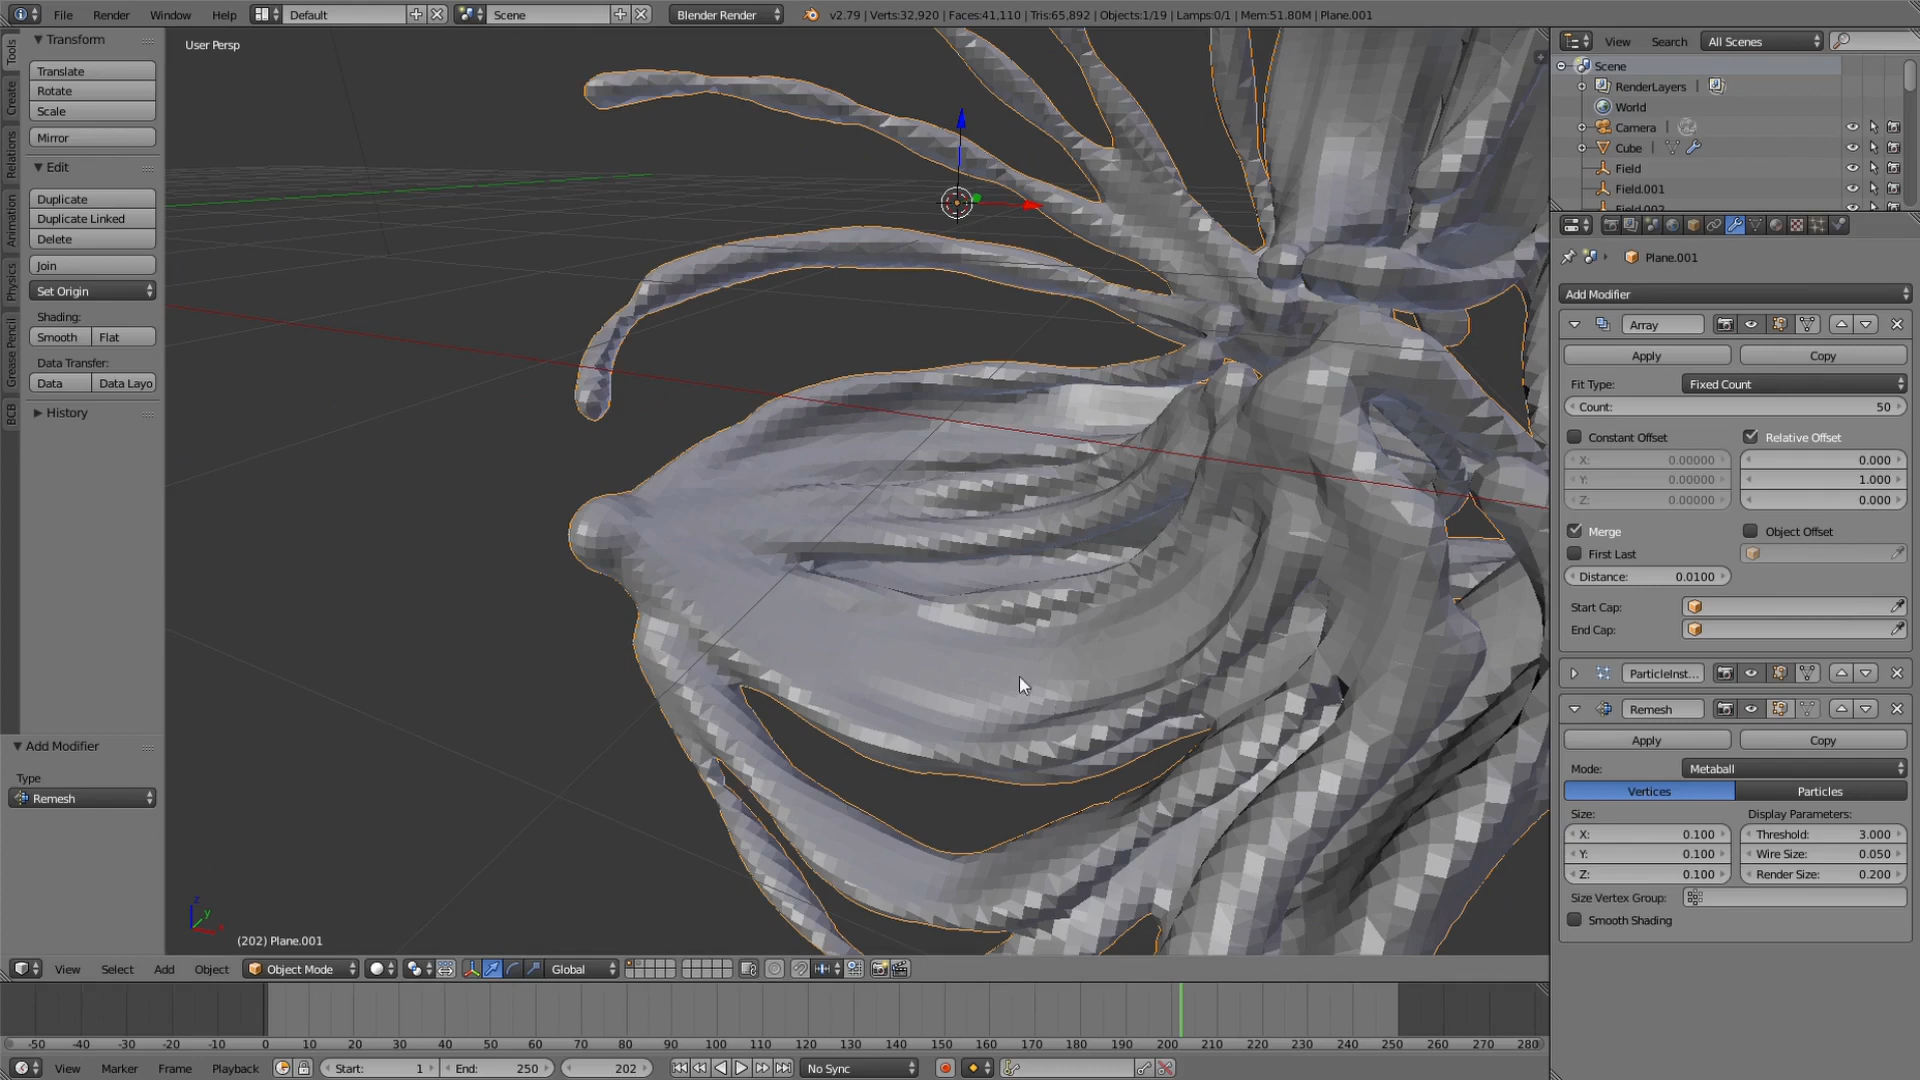 File Render Window Help Default Scene Blender Render v2.79 | Verts:32,920 | Faces:41,110 | Tris:65,892 | Objects:1/19 | Lamps:0/1 | Mem:51.80M | Plane.001
Tools
Create
Relations
Animation
Physics
Grease Pencil
BCB
Transform
Translate
Rotate
Scale
Mirror
Edit
Duplicate
Duplicate Linked
Delete
Join
Set Origin
Shading:
Smooth Flat
Data Transfer:
Data Data Layo
History
Add Modifier
Type
Remesh
User Persp
z
y
x
(202) Plane.001
View Select Add Object Object Mode Global
-50 -40 -30 -20 -10 0 10 20 30 40 50 60 70 80 90 100 110 120 130 140 150 160 170 180 190 200 210 220 230 240 250 260 270 280
View Marker Frame Playback Start: 1 End: 250 202 No Sync
View Search All Scenes
Scene
RenderLayers
World
Camera
Cube
Field
Field.001
Field.002
Plane.001
Add Modifier
Array
Apply Copy
Fit Type: Fixed Count
Count: 50
Constant Offset Relative Offset
X: 0.00000 0.000
Y: 0.00000 1.000
Z: 0.00000 0.000
Merge Object Offset
First Last
Distance: 0.0100
Start Cap:
End Cap:
ParticleInst...
Remesh
Apply Copy
Mode: Metaball
Vertices Particles
Size: Display Parameters:
X: 0.100 Threshold: 3.000
Y: 0.100 Wire Size: 0.050
Z: 0.100 Render Size: 0.200
Size Vertex Group:
Smooth Shading